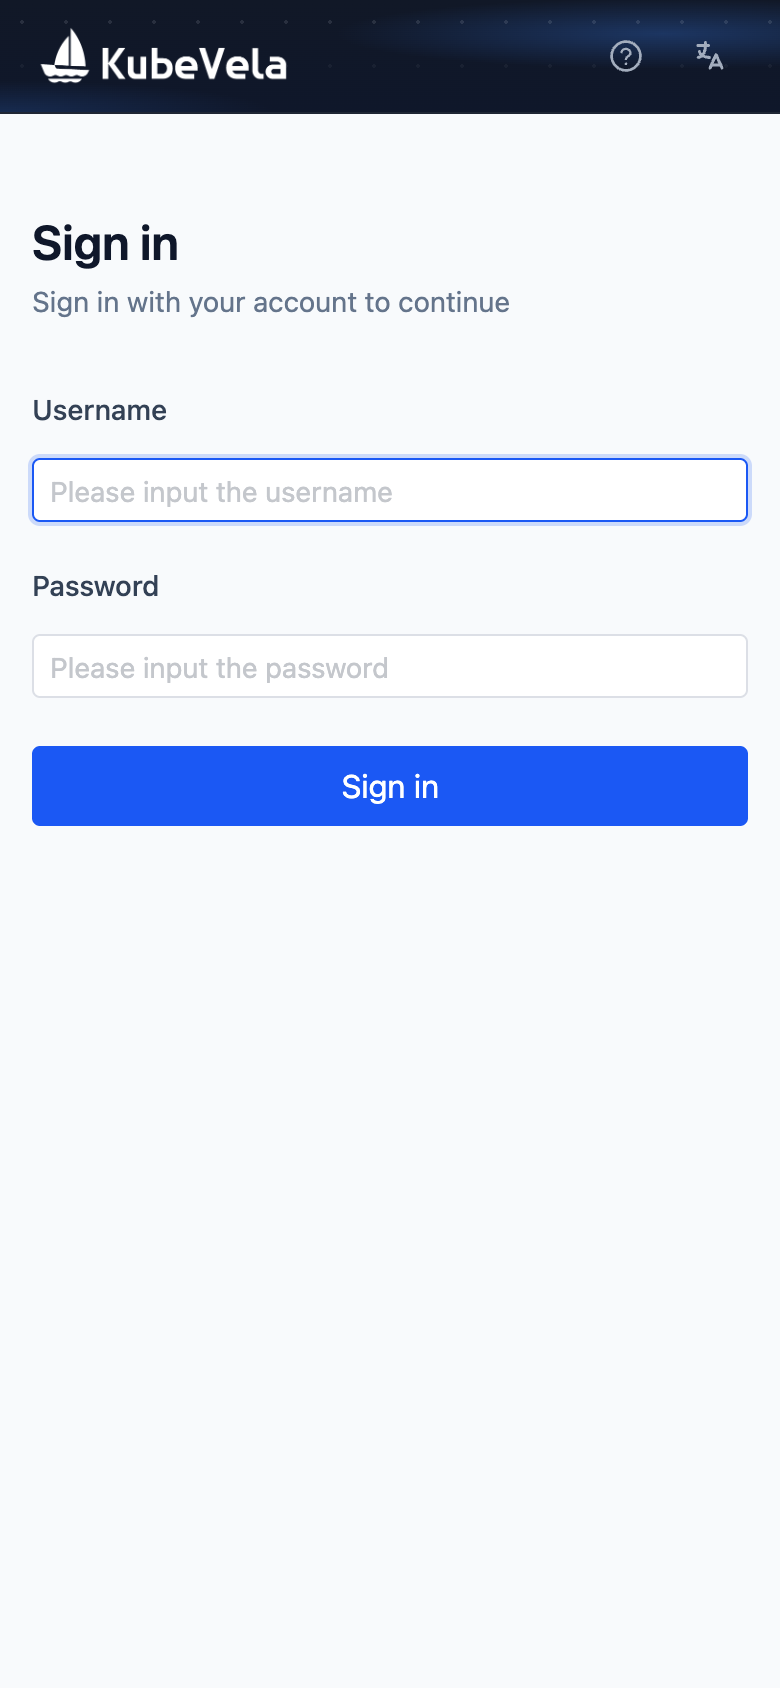 KubeVela
Sign in
Sign in with your account to continue
Username
Please input the username
Password
Please input the password
Sign in